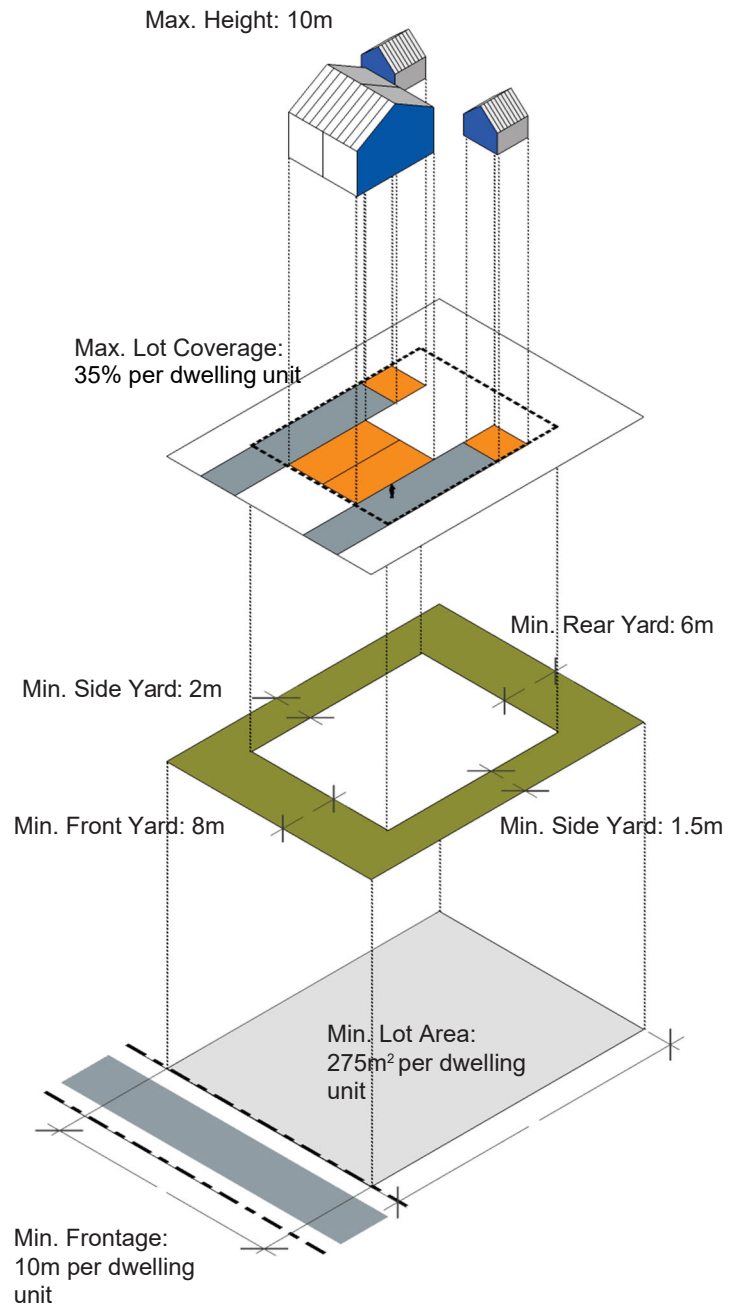 Max. Height: 10m
Max. Lot Coverage:
35% per dwelling unit
Min. Rear Yard: 6m
Min. Side Yard: 2m
Min. Front Yard: 8m
Min. Side Yard: 1.5m
Min. Lot Area:
275m² per dwelling
unit
Min. Frontage:
10m per dwelling
unit